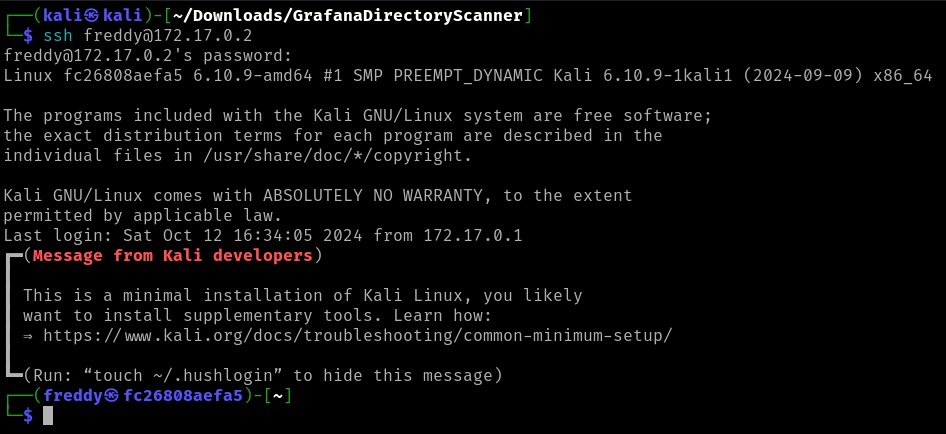 ┌──(kali㉿kali)-[~/Downloads/GrafanaDirectoryScanner]
└─$ ssh freddy@172.17.0.2
freddy@172.17.0.2's password:
Linux fc26808aefa5 6.10.9-amd64 #1 SMP PREEMPT_DYNAMIC Kali 6.10.9-1kali1 (2024-09-09) x86_64

The programs included with the Kali GNU/Linux system are free software;
the exact distribution terms for each program are described in the
individual files in /usr/share/doc/*/copyright.

Kali GNU/Linux comes with ABSOLUTELY NO WARRANTY, to the extent
permitted by applicable law.
Last login: Sat Oct 12 16:34:05 2024 from 172.17.0.1
┏━(Message from Kali developers)
┃
┃ This is a minimal installation of Kali Linux, you likely
┃ want to install supplementary tools. Learn how:
┃ ⇒ https://www.kali.org/docs/troubleshooting/common-minimum-setup/
┃
┗━(Run: “touch ~/.hushlogin” to hide this message)
┌──(freddy㉿fc26808aefa5)-[~]
└─$